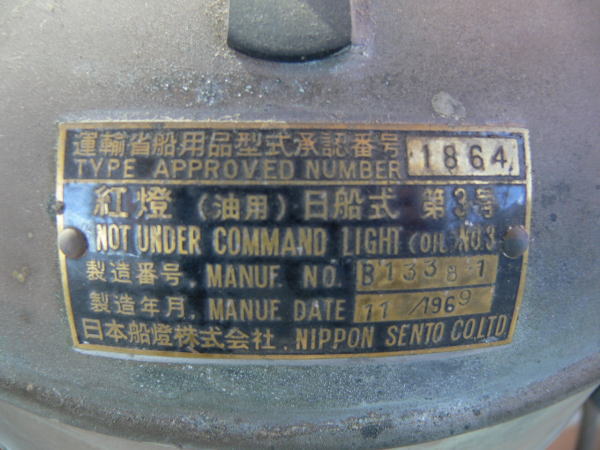 運輸省船用品型式承認番号 1864
TYPE APPROVED NUMBER
紅燈 (油用) 日船式 第3号
NOT UNDER COMMAND LIGHT (OIL) NO.3
製造番号. MANUF. NO. B 1338 1
製造年月. MANUF. DATE 11/1969
日本船燈株式会社. NIPPON SENTO CO.LTD